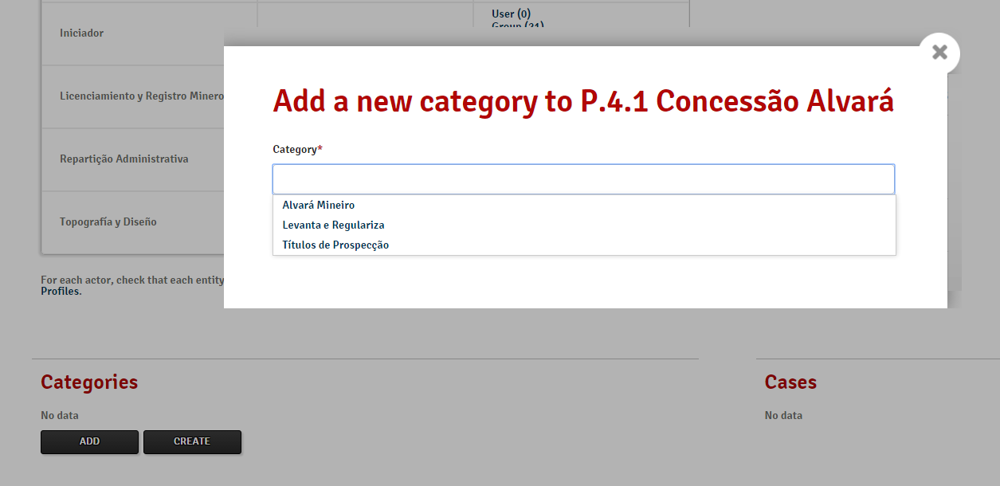 User (0)
Group (21)
Iniciador
Licenciamiento y Registro Minero
Repartição Administrativa
Topografía y Diseño
For each actor, check that each entity
Profiles.
Add a new category to P.4.1 Concessão Alvará
Category*
Alvará Mineiro
Levanta e Regulariza
Títulos de Prospecção
Categories
No data
ADD
CREATE
Cases
No data